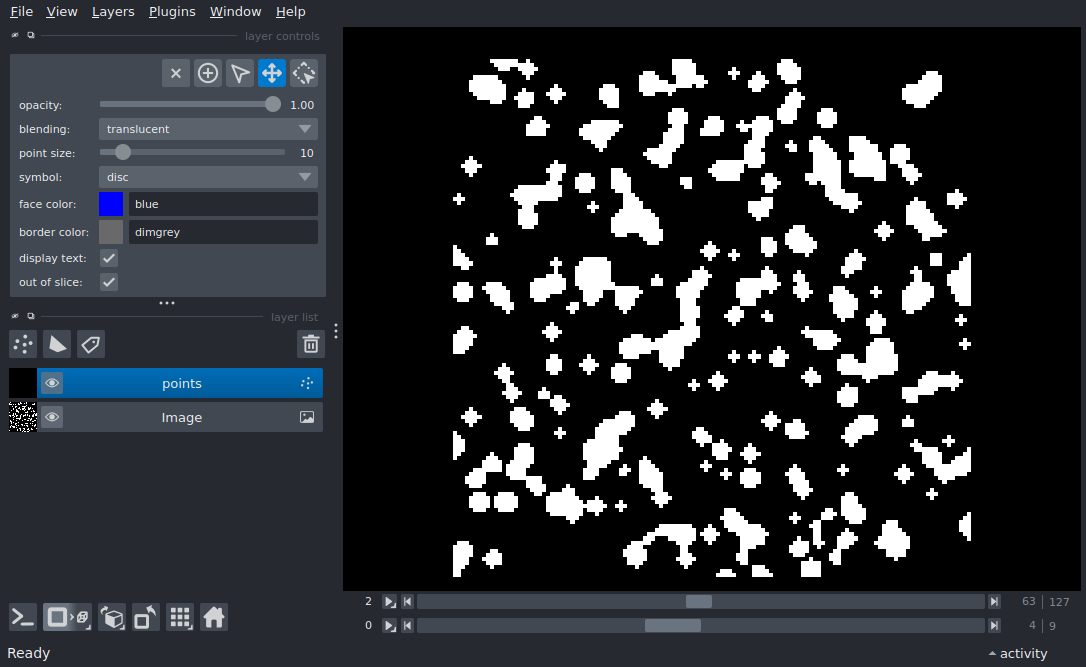 File View Layers Plugins Window Help
layer controls
opacity: 1.00
blending: translucent
point size: 10
symbol: disc
face color: blue
border color: dimgrey
display text:
out of slice:
layer list
points
Image
2 63 127
0 4 9
Ready activity